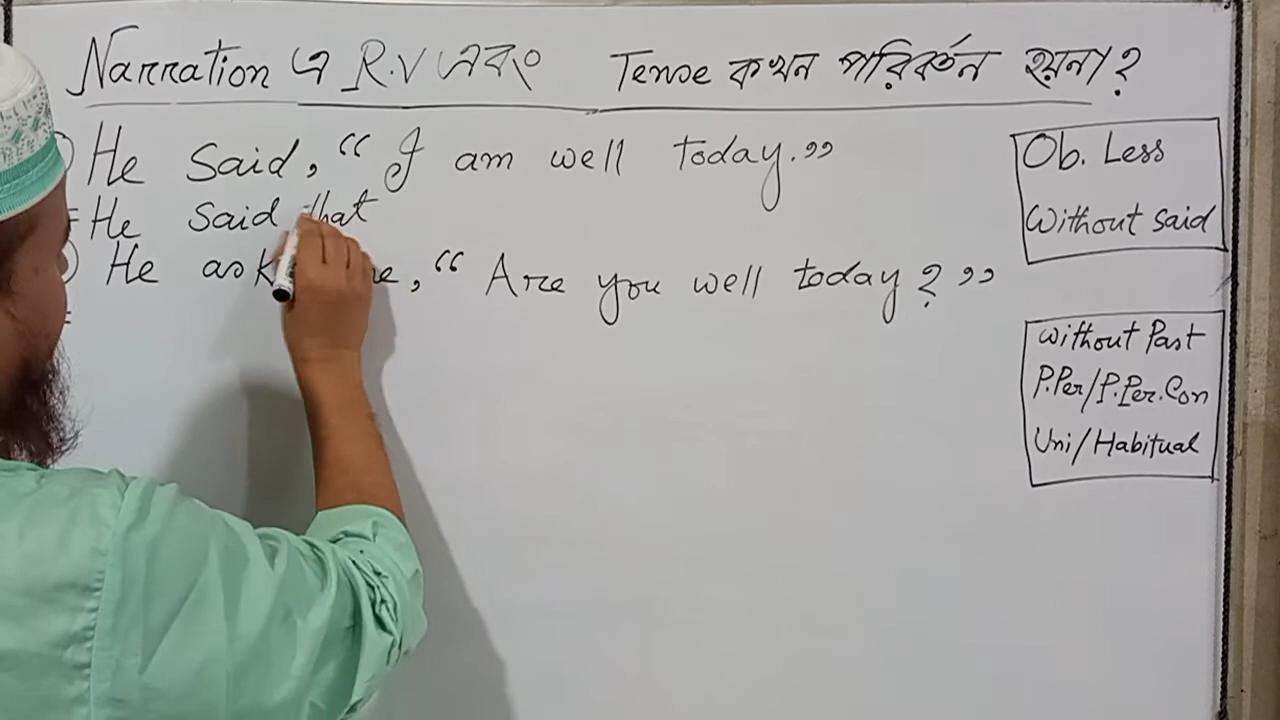 Narration এ R.V এবং Tense কখন পরিবর্তন হয়না?
He Said, “I am well today.”
= He Said that
He me, “Are you well today?”
=
Ob. Less
Without said
Without Past
P.Per/P.Per.Con
Uni/Habitual